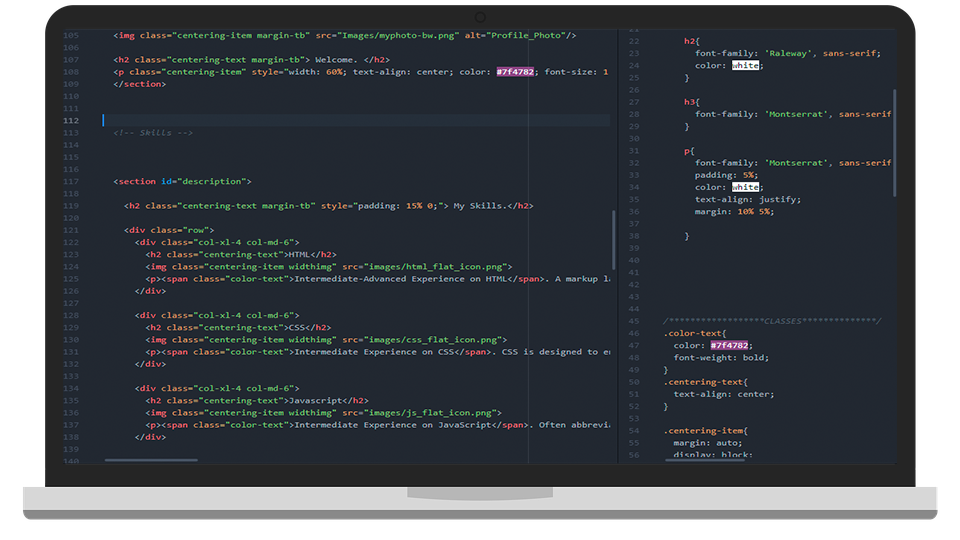 105 <img class="centering-item margin-tb" src="Images/myphoto-bw.png" alt="Profile_Photo"/>
106
107 <h2 class="centering-text margin-tb"> Welcome. </h2>
108 <p class="centering-item" style="width: 60%; text-align: center; color: #7f4782; font-size: 1
109 </section>
110
111
112
113 <!-- Skills -->
114
115
116
117 <section id="description">
118
119 <h2 class="centering-text margin-tb" style="padding: 15% 0;"> My Skills.</h2>
120
121 <div class="row">
122 <div class="col-xl-4 col-md-6">
123 <h2 class="centering-text">HTML</h2>
124 <img class="centering-item widthimg" src="images/html_flat_icon.png">
125 <p><span class="color-text">Intermediate-Advanced Experience on HTML</span>. A markup la
126 </div>
127
128 <div class="col-xl-4 col-md-6">
129 <h2 class="centering-text">CSS</h2>
130 <img class="centering-item widthimg" src="images/css_flat_icon.png">
131 <p><span class="color-text">Intermediate Experience on CSS</span>. CSS is designed to en
132 </div>
133
134 <div class="col-xl-4 col-md-6">
135 <h2 class="centering-text">Javascript</h2>
136 <img class="centering-item widthimg" src="images/js_flat_icon.png">
137 <p><span class="color-text">Intermediate Experience on JavaScript</span>. Often abbrevia
138 </div>
139
140
21
22 h2{
23 font-family: 'Raleway', sans-serif;
24 color: white;
25 }
26
27 h3{
28 font-family: 'Montserrat', sans-serif
29 }
30
31 p{
32 font-family: 'Montserrat', sans-serif
33 padding: 5%;
34 color: white;
35 text-align: justify;
36 margin: 10% 5%;
37
38 }
39
40
41
42
43
44
45 /******************CLASSES**************/
46 .color-text{
47 color: #7f4782;
48 font-weight: bold;
49 }
50 .centering-text{
51 text-align: center;
52 }
53
54 .centering-item{
55 margin: auto;
56 display: block;